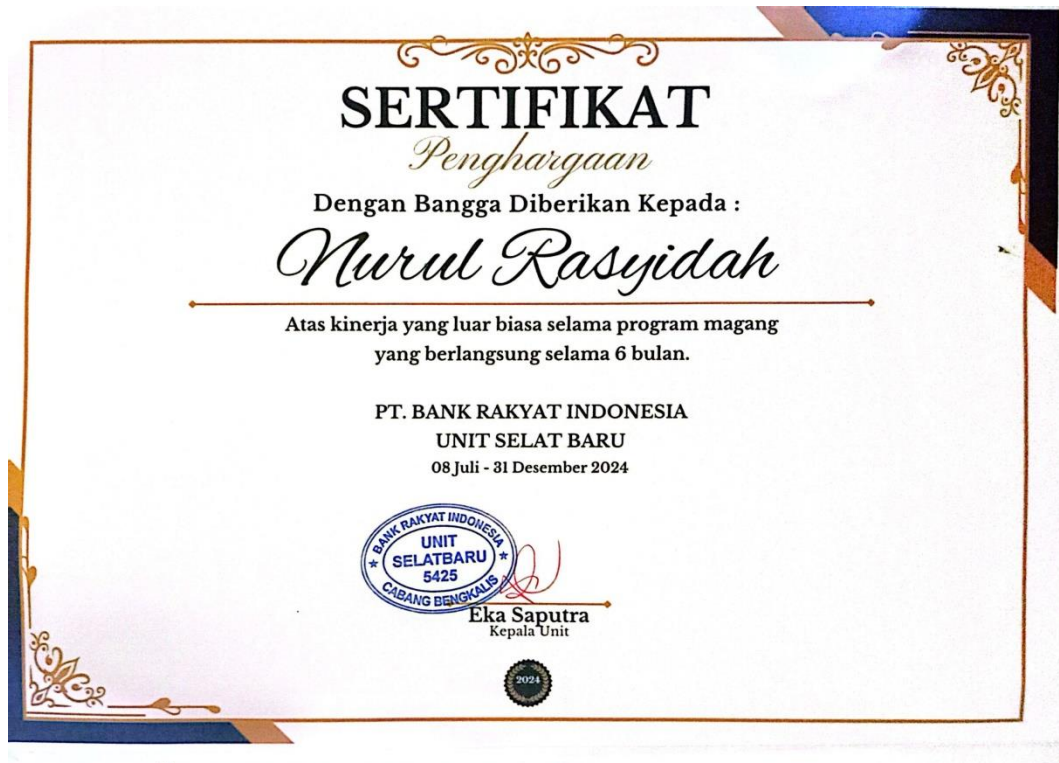 SERTIFIKAT
Penghargaan
Dengan Bangga Diberikan Kepada :
Nurul Rasyidah
Atas kinerja yang luar biasa selama program magang
yang berlangsung selama 6 bulan.
PT. BANK RAKYAT INDONESIA
UNIT SELAT BARU
08 Juli - 31 Desember 2024
BANK RAKYAT INDONESIA
UNIT
SELATBARU
5425
CABANG BENGKALIS
Eka Saputra
Kepala Unit
2024